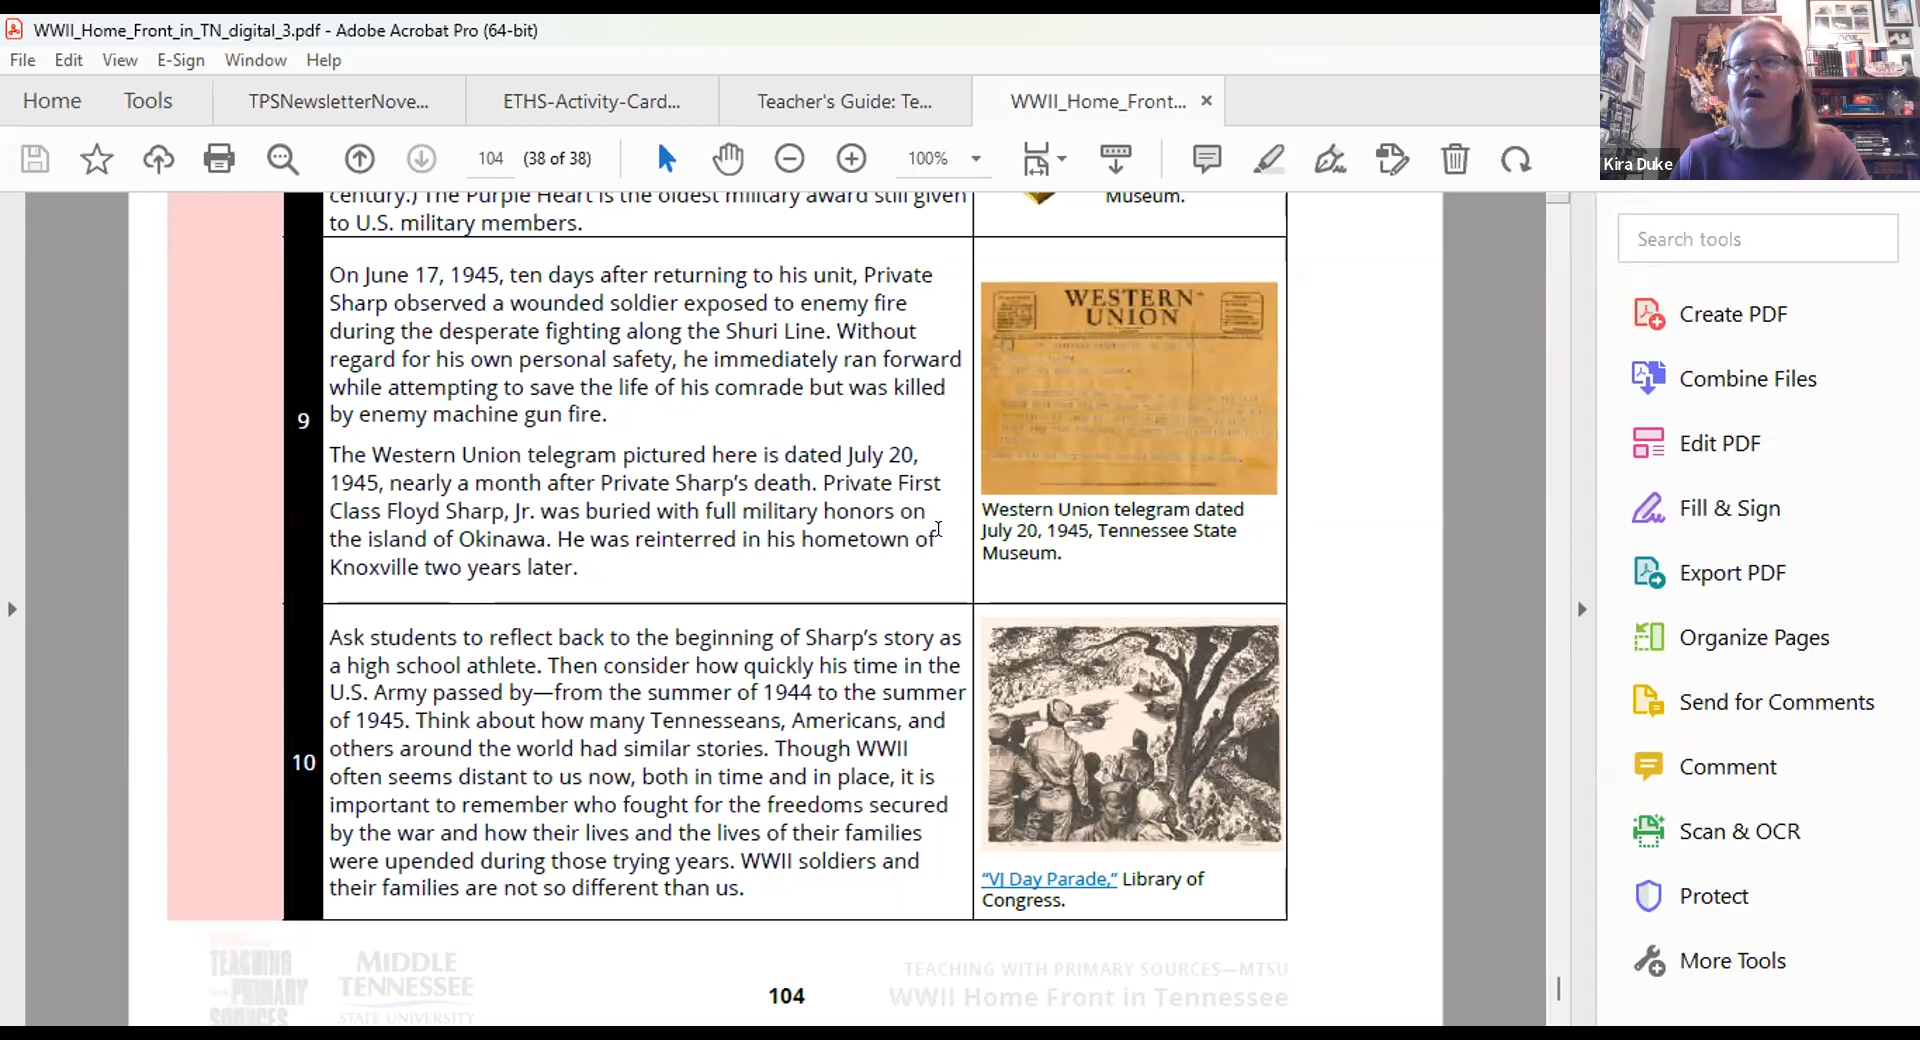 WWII_Home_Front_in_TN_digital_3.pdf - Adobe Acrobat Pro (64-bit)
File Edit View E-Sign Window Help
Home Tools TPSNewsletterNove... ETHS-Activity-Card... Teacher's Guide: Te... WWII_Home_Front... ×
104 (38 of 38) 100%
Kira Duke
century.) The Purple Heart is the oldest military award still given
to U.S. military members.
Museum.
9
On June 17, 1945, ten days after returning to his unit, Private
Sharp observed a wounded soldier exposed to enemy fire
during the desperate fighting along the Shuri Line. Without
regard for his own personal safety, he immediately ran forward
while attempting to save the life of his comrade but was killed
by enemy machine gun fire.
The Western Union telegram pictured here is dated July 20,
1945, nearly a month after Private Sharp's death. Private First
Class Floyd Sharp, Jr. was buried with full military honors on
the island of Okinawa. He was reinterred in his hometown of
Knoxville two years later.
WESTERN
UNION
Western Union telegram dated
July 20, 1945, Tennessee State
Museum.
10
Ask students to reflect back to the beginning of Sharp's story as
a high school athlete. Then consider how quickly his time in the
U.S. Army passed by—from the summer of 1944 to the summer
of 1945. Think about how many Tennesseans, Americans, and
others around the world had similar stories. Though WWII
often seems distant to us now, both in time and in place, it is
important to remember who fought for the freedoms secured
by the war and how their lives and the lives of their families
were upended during those trying years. WWII soldiers and
their families are not so different than us.
"VJ Day Parade," Library of
Congress.
TEACHING
PRIMARY
SOURCES
MIDDLE
TENNESSEE
STATE UNIVERSITY
104
TEACHING WITH PRIMARY SOURCES—MTSU
WWII Home Front in Tennessee
Search tools
Create PDF
Combine Files
Edit PDF
Fill & Sign
Export PDF
Organize Pages
Send for Comments
Comment
Scan & OCR
Protect
More Tools